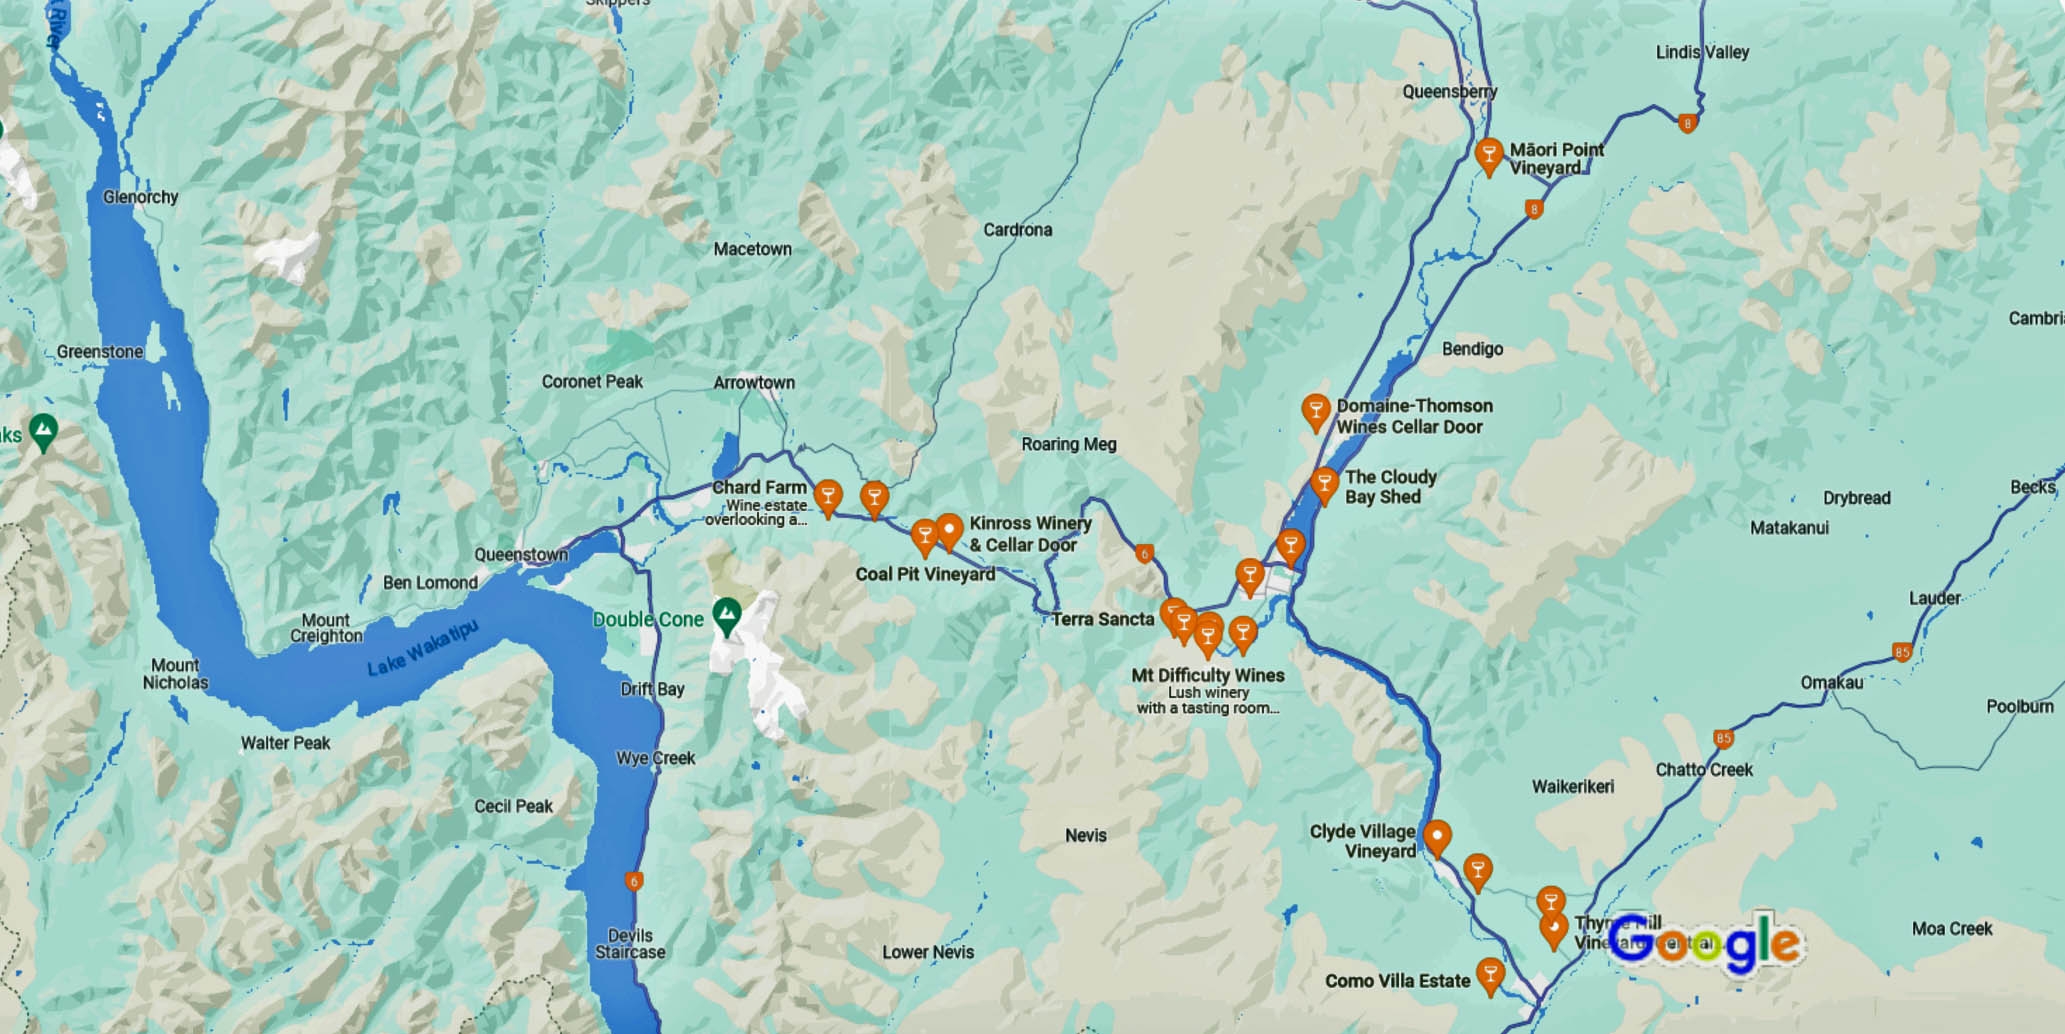 Skippers
River
Lindis Valley
Queensberry
8
Māori Point
Vineyard
8
Glenorchy
Cardrona
Macetown
Greenstone
Bendigo
Coronet Peak
Arrowtown
Domaine-Thomson
Wines Cellar Door
Roaring Meg
The Cloudy
Bay Shed
Chard Farm
Wine estate
overlooking a...
Drybread
Matakanui
Becks
Kinross Winery
& Cellar Door
6
Queenstown
Ben Lomond
Coal Pit Vineyard
Lauder
Double Cone
Terra Sancta
Mount
Creighton
Lake Wakatipu
85
Mount
Nicholas
Drift Bay
Mt Difficulty Wines
Lush winery
with a tasting room...
Omakau
Poolburn
Walter Peak
Wye Creek
85
Chatto Creek
Waikerikeri
Cecil Peak
Nevis
Clyde Village
Vineyard
6
Devils
Staircase
Lower Nevis
Thyme Hill
Vineyard Central
Google
Moa Creek
Como Villa Estate